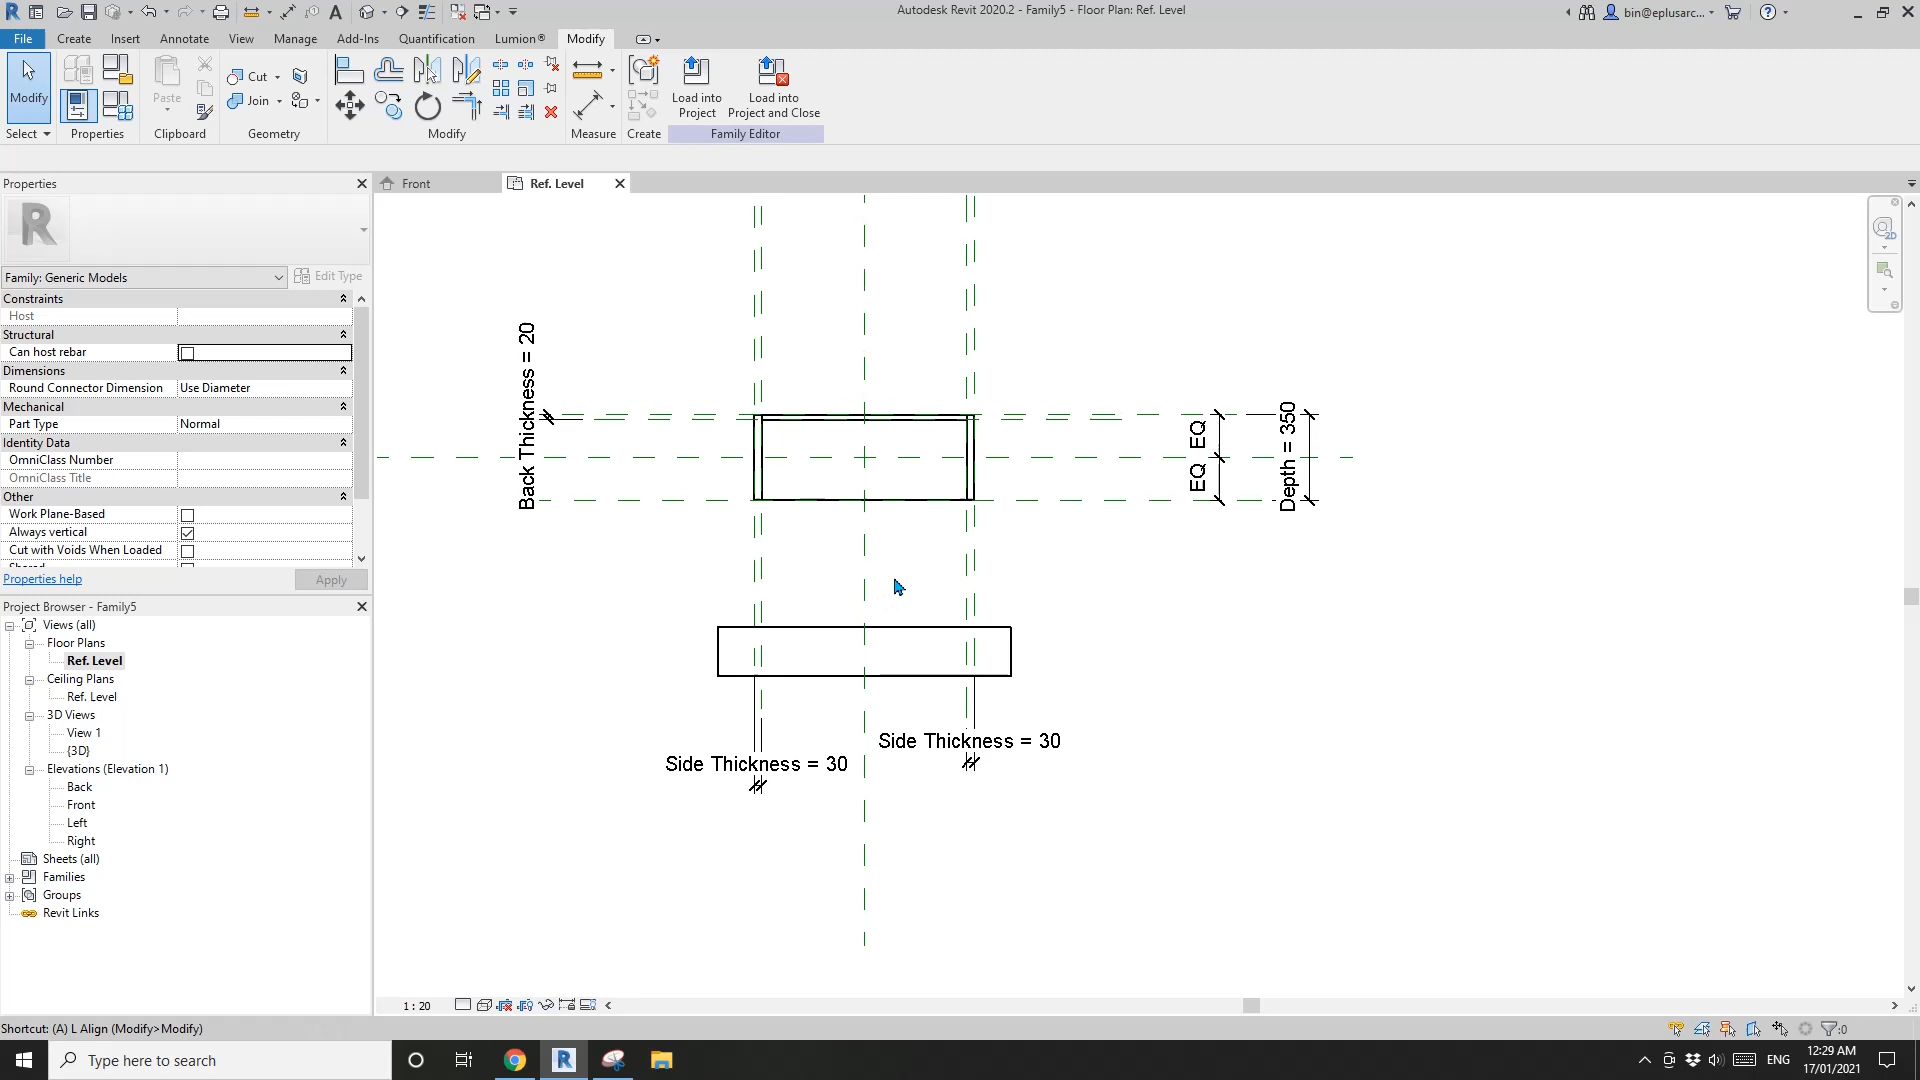 Autodesk Revit 2020.2 - Family5 - Floor Plan: Ref. Level
bin@eplusarc...
File
Create
Insert
Annotate
View
Manage
Add-Ins
Quantification
Lumion®
Modify
Modify
Select
Properties
Paste
Clipboard
Cut
Join
Geometry
Modify
Measure
Create
Load into
Project
Load into
Project and Close
Family Editor
Properties
Front
Ref. Level
Family: Generic Models
Edit Type
Constraints
Host
Structural
Can host rebar
Dimensions
Round Connector Dimension
Use Diameter
Mechanical
Part Type
Normal
Identity Data
OmniClass Number
OmniClass Title
Other
Work Plane-Based
Always vertical
Cut with Voids When Loaded
Shared
Properties help
Apply
Project Browser - Family5
Views (all)
Floor Plans
Ref. Level
Ceiling Plans
Ref. Level
3D Views
View 1
{3D}
Elevations (Elevation 1)
Back
Front
Left
Right
Sheets (all)
Families
Groups
Revit Links
Back Thickness = 20
EQ
EQ
Depth = 350
Side Thickness = 30
Side Thickness = 30
2D
1 : 20
Shortcut: (A) L Align (Modify>Modify)
:0
Type here to search
ENG
12:29 AM
17/01/2021